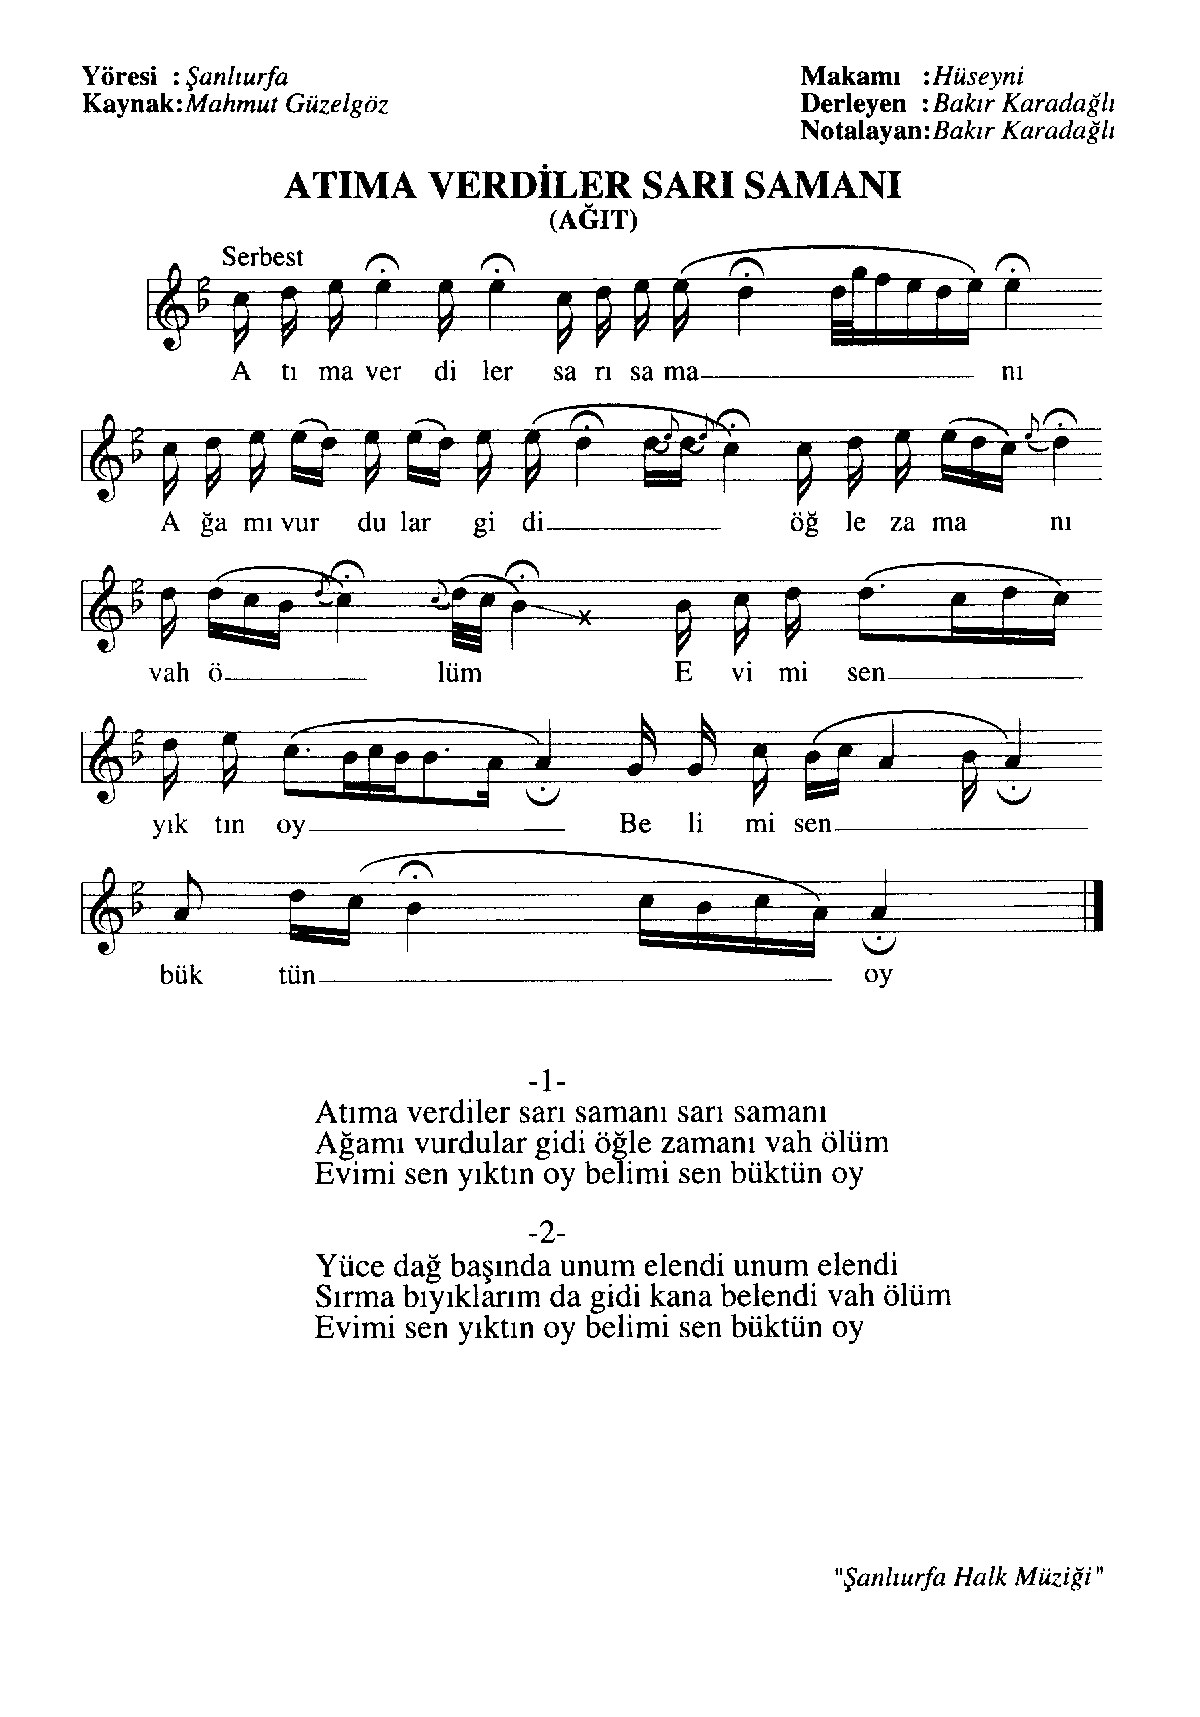 Yöresi : Şanlıurfa
Kaynak: Mahmut Güzelgöz
Makamı : Hüseyni
Derleyen : Bakır Karadağlı
Notalayan: Bakır Karadağlı
ATIMA VERDİLER SARI SAMANI
(AĞIT)
Serbest
A tı ma ver di ler sa rı sa ma nı
A ğa mı vur du lar gi di öğ le za ma nı
vah ö lüm E vi mi sen
yık tın oy Be li mi sen
bük tün oy
-1-
Atıma verdiler sarı samanı sarı samanı
Ağamı vurdular gidi öğle zamanı vah ölüm
Evimi sen yıktın oy belimi sen büktün oy
-2-
Yüce dağ başında unum elendi unum elendi
Sırma bıyıklarım da gidi kana belendi vah ölüm
Evimi sen yıktın oy belimi sen büktün oy
"Şanlıurfa Halk Müziği"